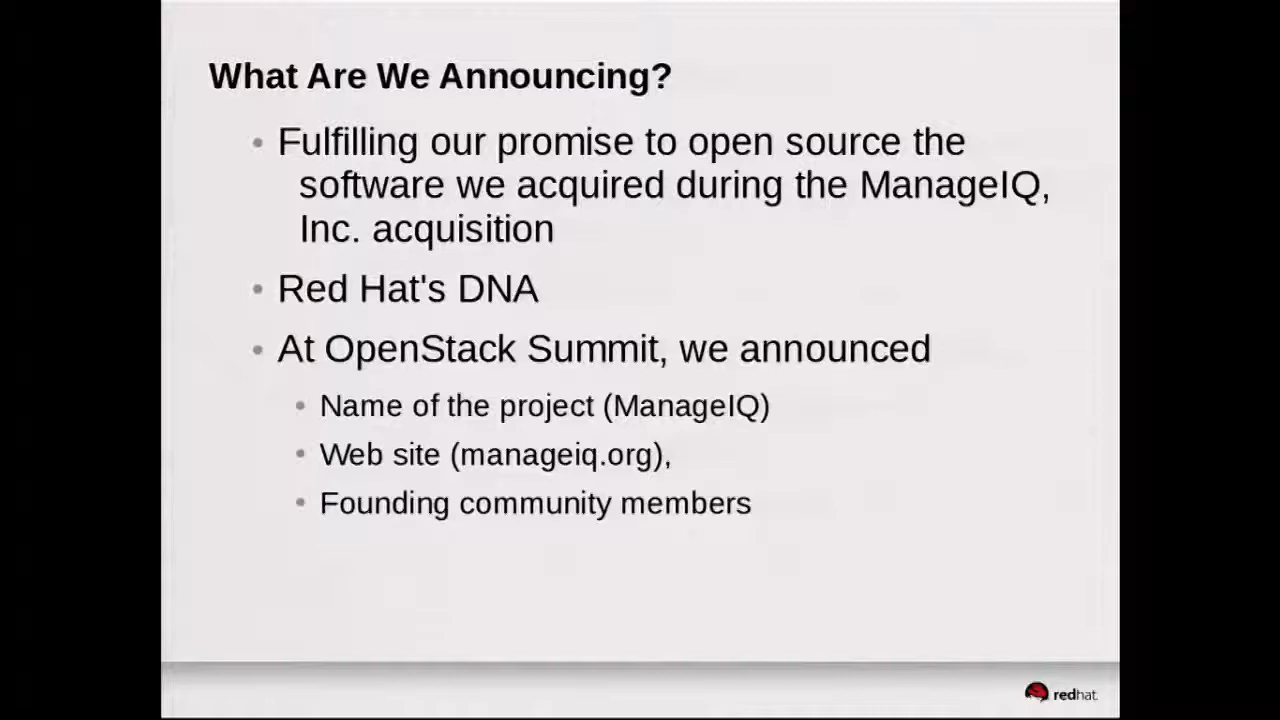 What Are We Announcing?
• Fulfilling our promise to open source the
software we acquired during the ManageIQ,
Inc. acquisition
• Red Hat's DNA
• At OpenStack Summit, we announced
• Name of the project (ManageIQ)
• Web site (manageiq.org),
• Founding community members
redhat.